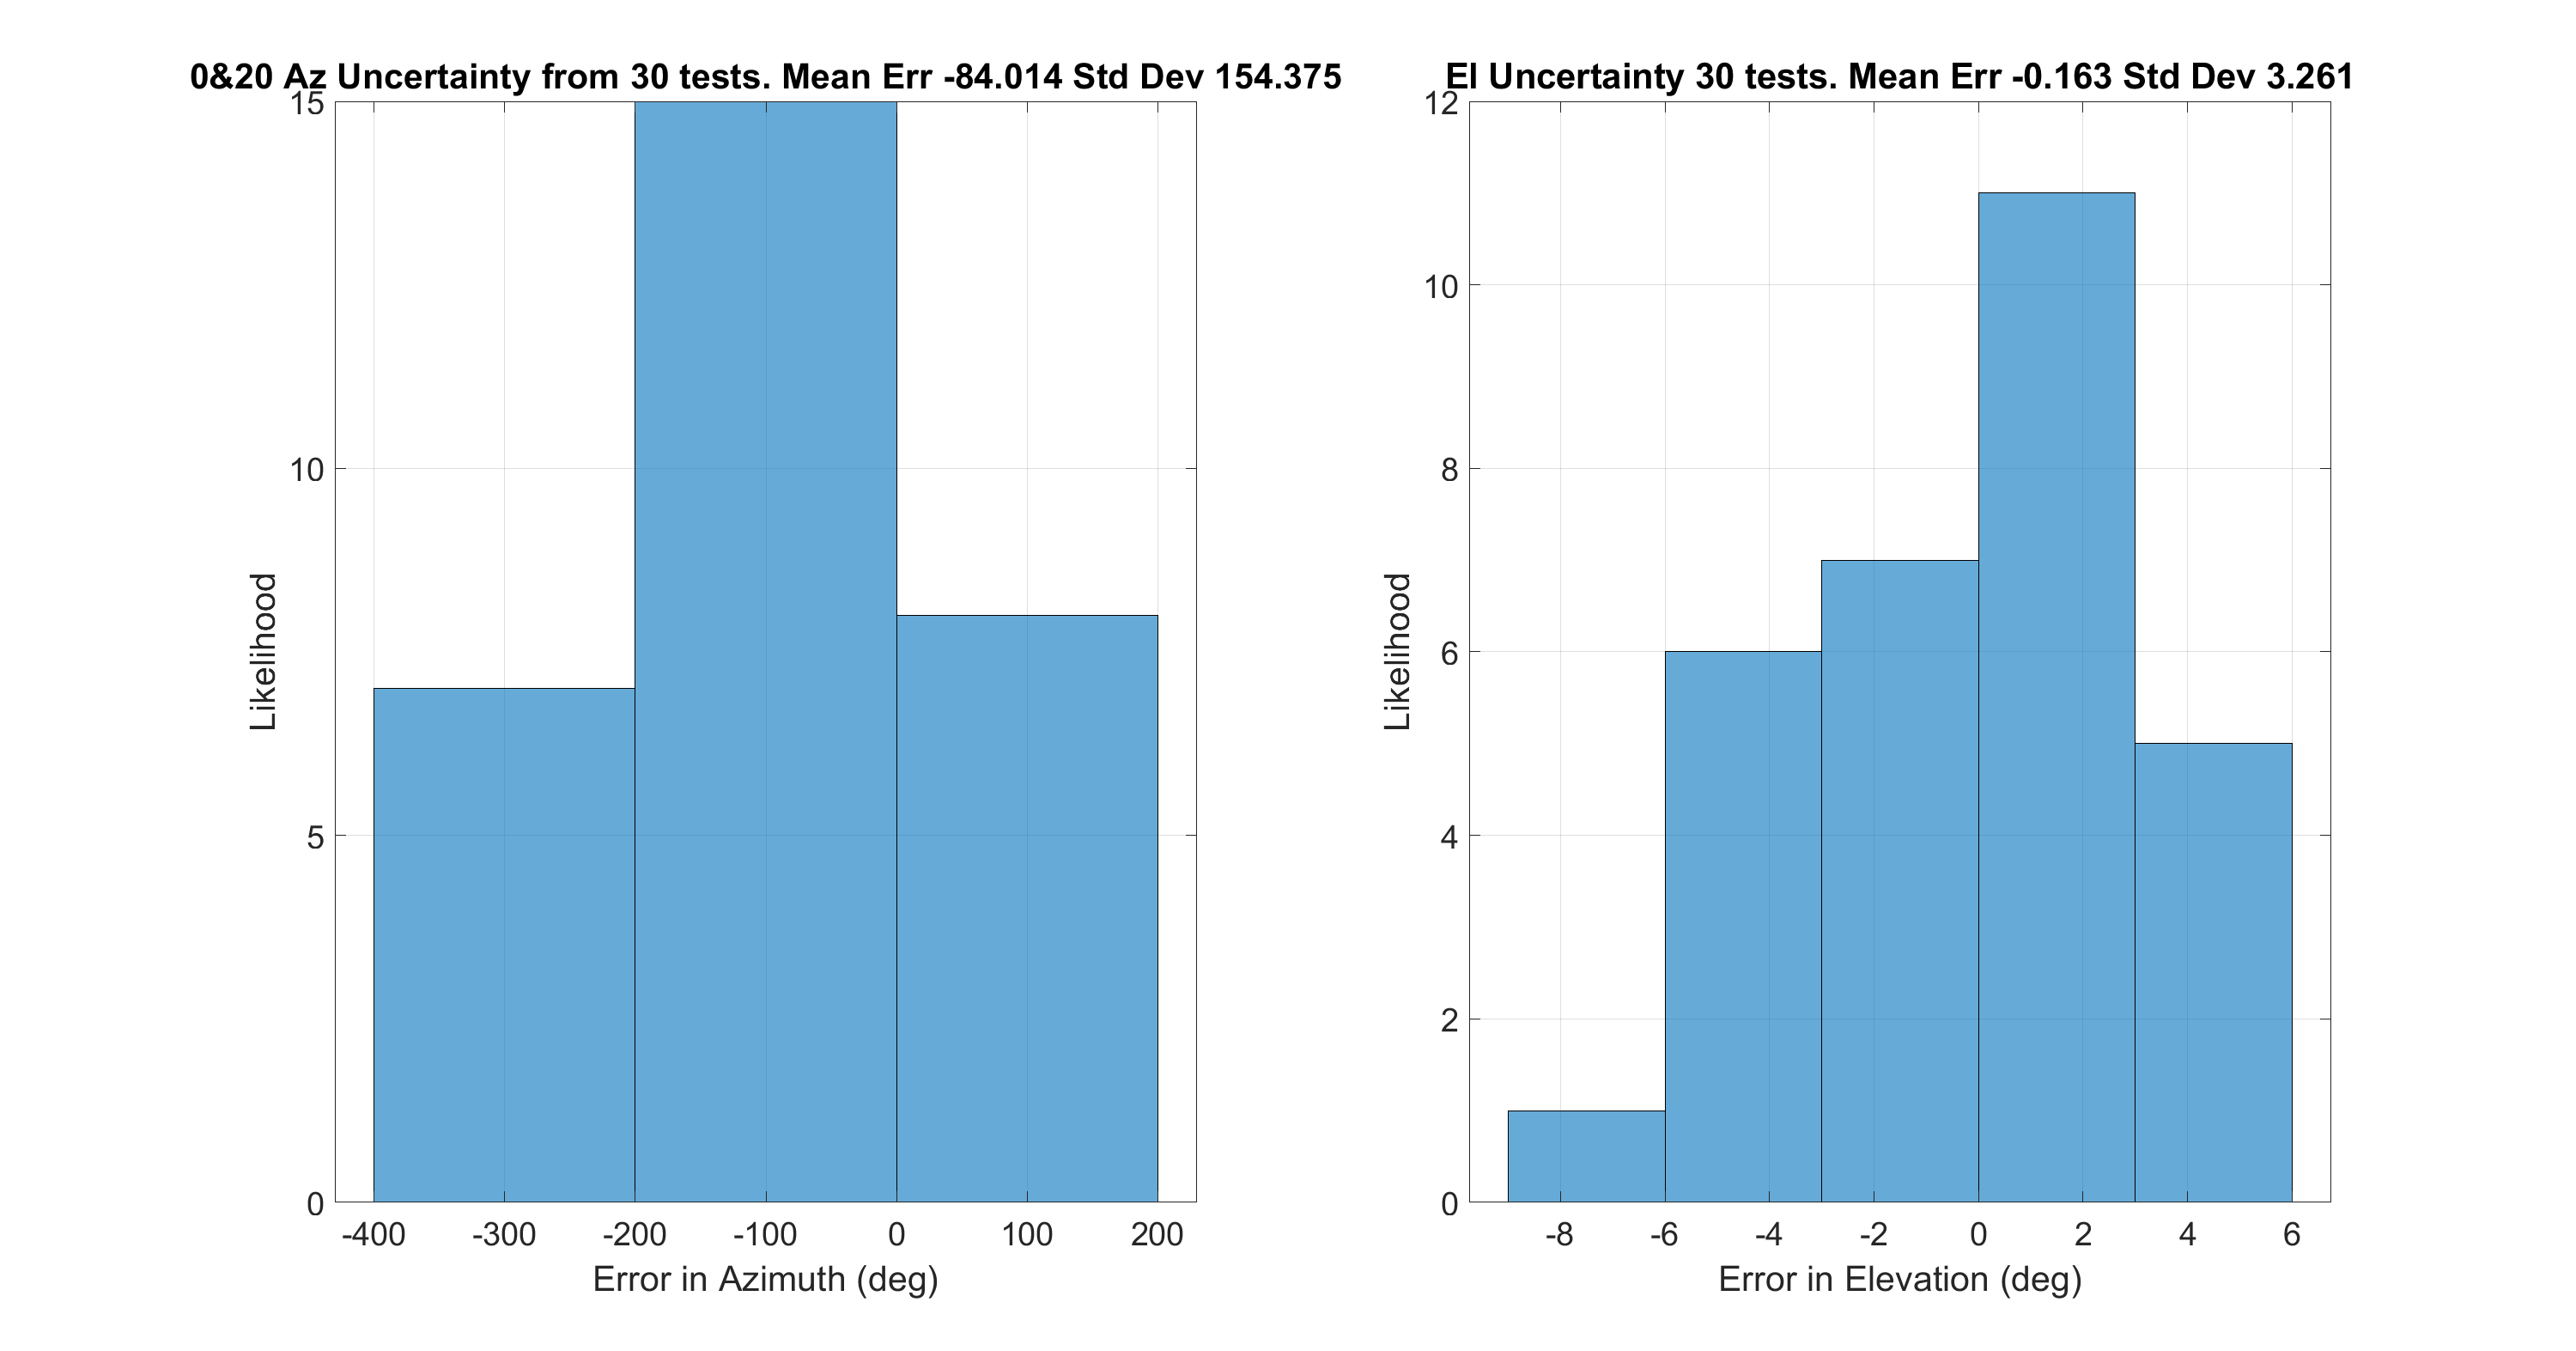 0&20 Az Uncertainty from 30 tests. Mean Err -84.014 Std Dev 154.375
15
10
5
0
Likelihood
-400 -300 -200 -100 0 100 200
Error in Azimuth (deg)
El Uncertainty 30 tests. Mean Err -0.163 Std Dev 3.261
12
10
8
6
4
2
0
Likelihood
-8 -6 -4 -2 0 2 4 6
Error in Elevation (deg)